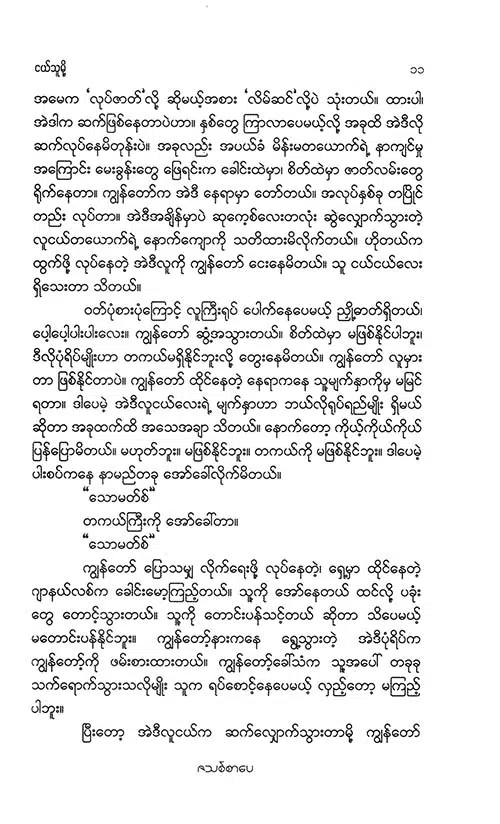 ငယ်သူမို့ ၁၁
အမေက 'လုပ်ဇာတ်'လို့ ဆိုမယ့်အစား 'လိမ်ဆင်'လို့ပဲ သုံးတယ်။ ထားပါ၊
အဲဒါက ဆက်ဖြစ်နေတာပဲဟာ။ နှစ်တွေ ကြာလာပေမယ့်လို့ အခုထိ အဲဒီလို
ဆက်လုပ်နေမိတုန်းပဲ။ အခုလည်း အပယ်ခံ မိန်းမတယောက်ရဲ့ နာကျင်မှု
အကြောင်း မေးခွန်းတွေ ဖြေရင်းက ခေါင်းထဲမှာ၊ စိတ်ထဲမှာ ဇာတ်လမ်းတွေ
ရိုက်နေတာ။ ကျွန်တော်က အဲဒီ နေရာမှာ တော်တယ်။ အလုပ်နှစ်ခု တပြိုင်
တည်း လုပ်တာ။ အဲဒီအချိန်မှာပဲ ဆုကေ့စ်လေးတလုံး ဆွဲလျှောက်သွားတဲ့
လူငယ်တယောက်ရဲ့ နောက်ကျောကို သတိထားမိလိုက်တယ်။ ဟိုတယ်က
ထွက်ဖို့ လုပ်နေတဲ့ အဲဒီလူကို ကျွန်တော် ငေးနေမိတယ်။ သူ ငယ်ငယ်လေး
ရှိသေးတာ သိတယ်။
ဝတ်ပုံစားပုံကြောင့် လူကြီးရုပ် ပေါက်နေပေမယ့် ညှို့ဓာတ်ရှိတယ်၊
ပေါ့ပေါ့ပါးပါးလေး။ ကျွန်တော် ဆွံ့အသွားတယ်။ စိတ်ထဲမှာ မဖြစ်နိုင်ပါဘူး၊
ဒီလိုပုံရိပ်မျိုးဟာ တကယ်မရှိနိုင်ဘူးလို့ တွေးနေမိတယ်။ ကျွန်တော် လူမှား
တာ ဖြစ်နိုင်တာပဲ။ ကျွန်တော် ထိုင်နေတဲ့ နေရာကနေ သူ့မျက်နှာကိုမှ မမြင်
ရတာ။ ဒါပေမဲ့ အဲဒီလူငယ်လေးရဲ့ မျက်နှာဟာ ဘယ်လိုရုပ်ရည်မျိုး ရှိမယ်
ဆိုတာ အခုထက်ထိ အသေအချာ သိတယ်။ နောက်တော့ ကိုယ့်ကိုယ်ကိုယ်
ပြန်ပြောမိတယ်။ မဟုတ်ဘူး။ မဖြစ်နိုင်ဘူး။ တကယ်ကို မဖြစ်နိုင်ဘူး။ ဒါပေမဲ့
ပါးစပ်ကနေ နာမည်တခု အော်ခေါ်လိုက်မိတယ်။
"သောမတ်စ်"
တကယ်ကြီးကို အော်ခေါ်တာ။
"သောမတ်စ်"
ကျွန်တော် ပြောသမျှ လိုက်ရေးဖို့ လုပ်နေတဲ့၊ ရှေ့မှာ ထိုင်နေတဲ့
ဂျာနယ်လစ်က ခေါင်းမော့ကြည့်တယ်။ သူ့ကို အော်နေတယ် ထင်လို့ ပခုံး
တွေ တောင့်သွားတယ်။ သူ့ကို တောင်းပန်သင့်တယ် ဆိုတာ သိပေမယ့်
မတောင်းပန်နိုင်ဘူး။ ကျွန်တော့်နားကနေ ရွေ့သွားတဲ့ အဲဒီပုံရိပ်က
ကျွန်တော့်ကို ဖမ်းစားထားတယ်။ ကျွန်တော့်ခေါ်သံက သူ့အပေါ် တခုခု
သက်ရောက်သွားသလိုမျိုး သူက ရပ်စောင့်နေပေမယ့် လှည့်တော့ မကြည့်
ပါဘူး။
ပြီးတော့ အဲဒီလူငယ်က ဆက်လျှောက်သွားတာမို့ ကျွန်တော်
ဇသစ်စာပေ